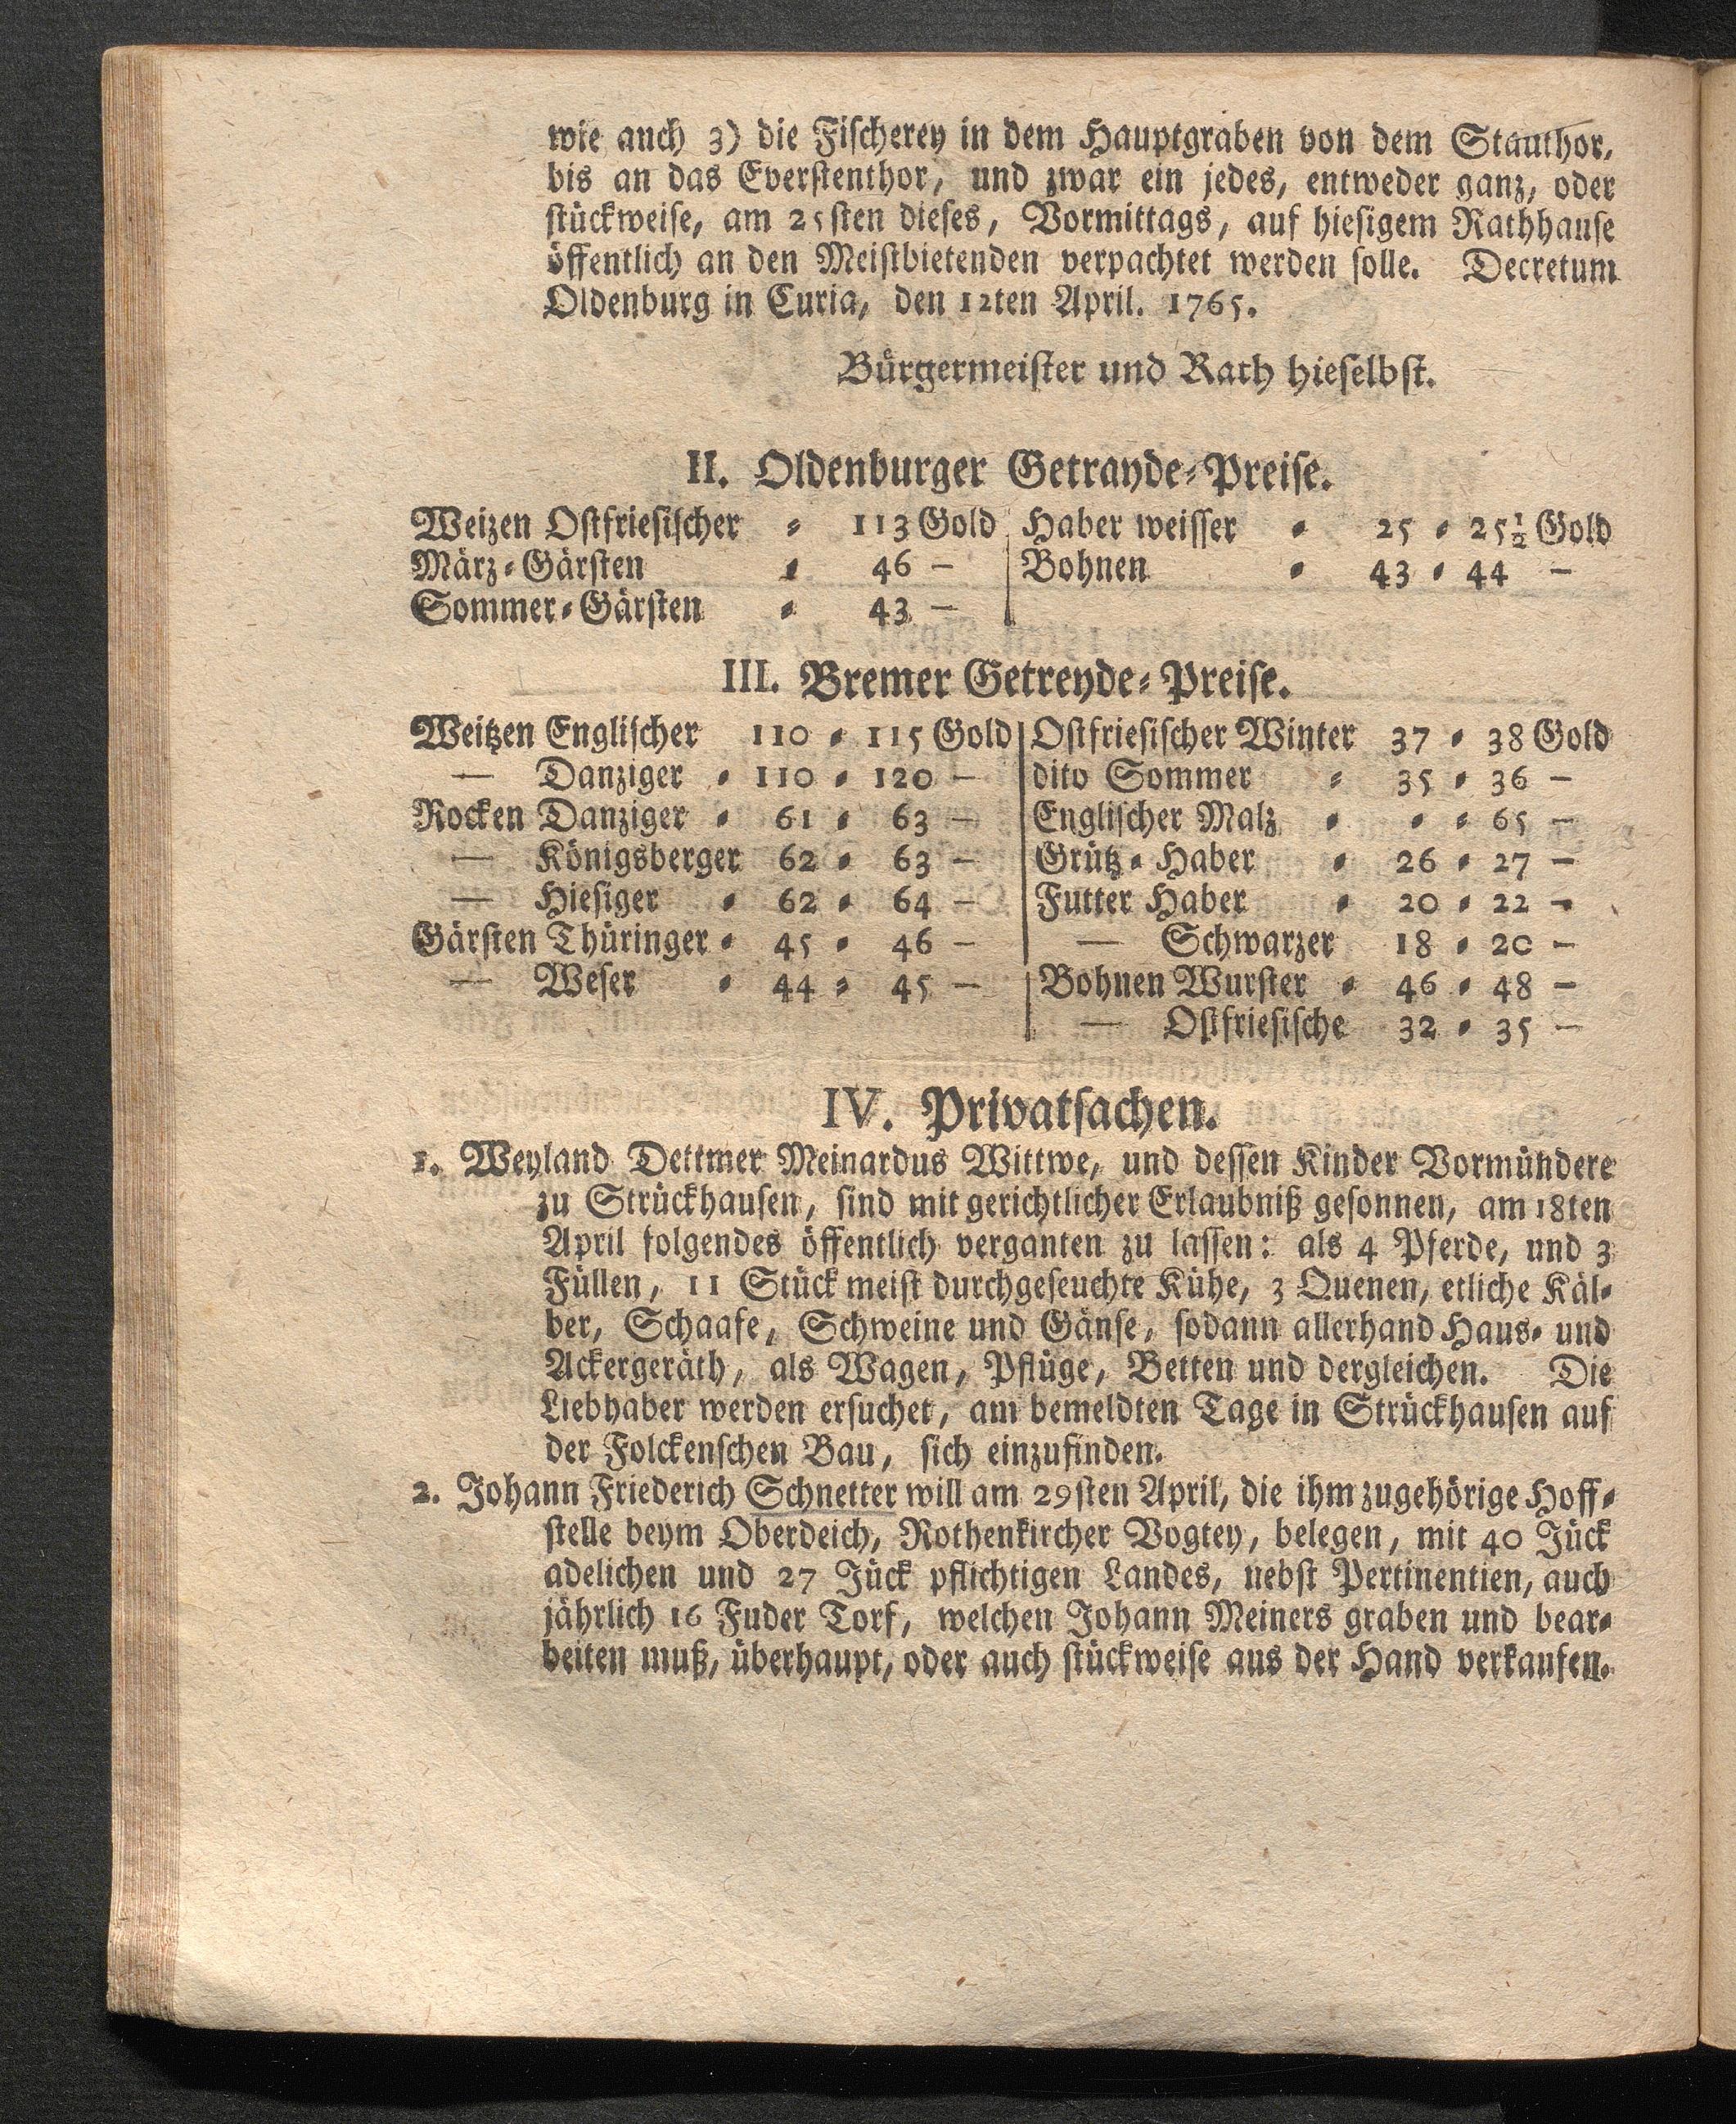 wie auch 3) die Fischerey in dem Hauptgraben von dem Stauthor,
bis an das Everstenthor, und zwar ein jedes, entweder ganz, oder
stückweise, am 25sten dieses, Vormittags, auf hiesigem Rathhause
öffentlich an den Meistbietenden verpachtet werden solle. Decretum
Oldenburg in Curia, den 12ten April. 1765.
Bürgermeister und Rath hieselbst.
II. Oldenburger Getrayde-Preise.
Weizen Ostfriesischer - 113 Gold
März-Gärsten - 46 —
Sommer-Gärsten - 43 —
Haber weisser - 25 - 25½ Gold
Bohnen - 43 - 44 —
III. Bremer Getreyde-Preise.
Weitzen Englischer 110 - 115 Gold
— Danziger - 110 - 120 —
Rocken Danziger - 61 - 63 —
— Königsberger 62 - 63 —
— Hiesiger - 62 - 64 —
Gärsten Thüringer - 45 - 46 —
— Weser - 44 - 45 —
Ostfriesischer Winter 37 - 38 Gold
dito Sommer - 35 - 36 —
Englischer Malz - - - 65 —
Grütz-Haber - 26 - 27 —
Futter Haber - 20 - 22 —
— Schwarzer 18 - 20 —
Bohnen Wurster - 46 - 48 —
— Ostfriesische 32 - 35 —
IV. Privatsachen.
1. Weyland Dettmer Meinardus Wittwe, und dessen Kinder Vormündere
zu Strückhausen, sind mit gerichtlicher Erlaubniß gesonnen, am 18ten
April folgendes öffentlich verganten zu lassen: als 4 Pferde, und 3
Füllen, 11 Stück meist durchgeseuchte Kühe, 3 Quenen, etliche Käl-
ber, Schaafe, Schweine und Gänse, sodann allerhand Haus- und
Ackergeräth, als Wagen, Pflüge, Betten und dergleichen. Die
Liebhaber werden ersuchet, am bemeldten Tage in Strückhausen auf
der Folckenschen Bau, sich einzufinden.
2. Johann Friederich Schnetter will am 29sten April, die ihm zugehörige Hoff-
stelle beym Oberdeich, Rothenkircher Vogtey, belegen, mit 40 Jück
adelichen und 27 Jück pflichtigen Landes, nebst Pertinentien, auch
jährlich 16 Fuder Torf, welchen Johann Meiners graben und bear-
beiten muß, überhaupt, oder auch stückweise aus der Hand verkaufen.